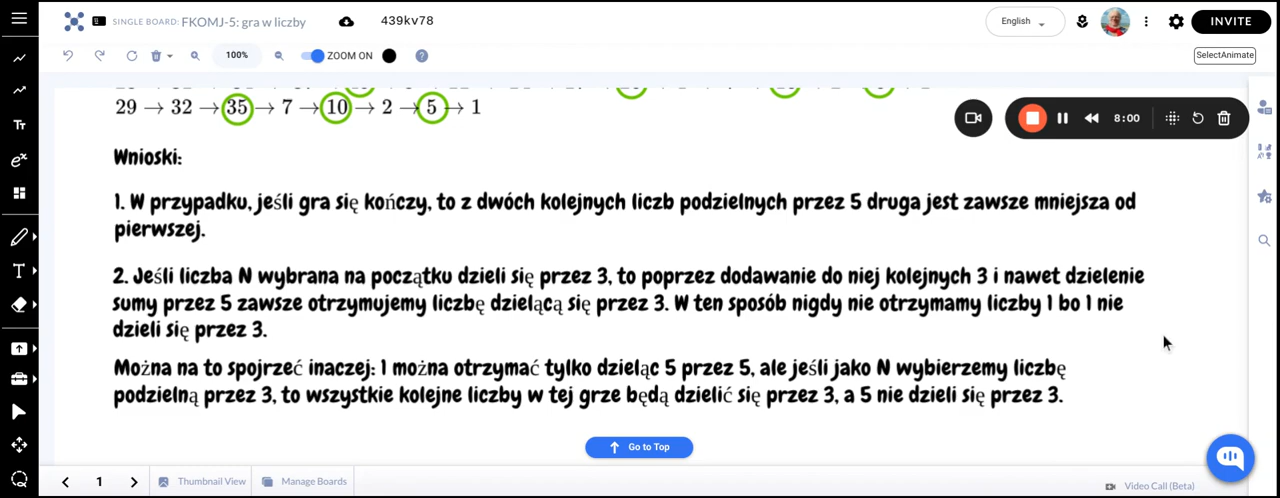 SINGLE BOARD: FKOMJ-5: gra w liczby
439kv78
English
INVITE
100%
ZOOM ON
SelectAnimate
29 → 32 → 35 → 7 → 10 → 2 → 5 → 1
8:00
Wnioski:
1. W przypadku, jeśli gra się kończy, to z dwóch kolejnych liczb podzielnych przez 5 druga jest zawsze mniejsza od
pierwszej.
2. Jeśli liczba N wybrana na początku dzieli się przez 3, to poprzez dodawanie do niej kolejnych 3 i nawet dzielenie
sumy przez 5 zawsze otrzymujemy liczbę dzielącą się przez 3. W ten sposób nigdy nie otrzymamy liczby 1 bo 1 nie
dzieli się przez 3.
Można na to spojrzeć inaczej: 1 można otrzymać tylko dzieląc 5 przez 5, ale jeśli jako N wybierzemy liczbę
podzielną przez 3, to wszystkie kolejne liczby w tej grze będą dzielić się przez 3, a 5 nie dzieli się przez 3.
Go to Top
1
Thumbnail View
Manage Boards
Video Call (Beta)